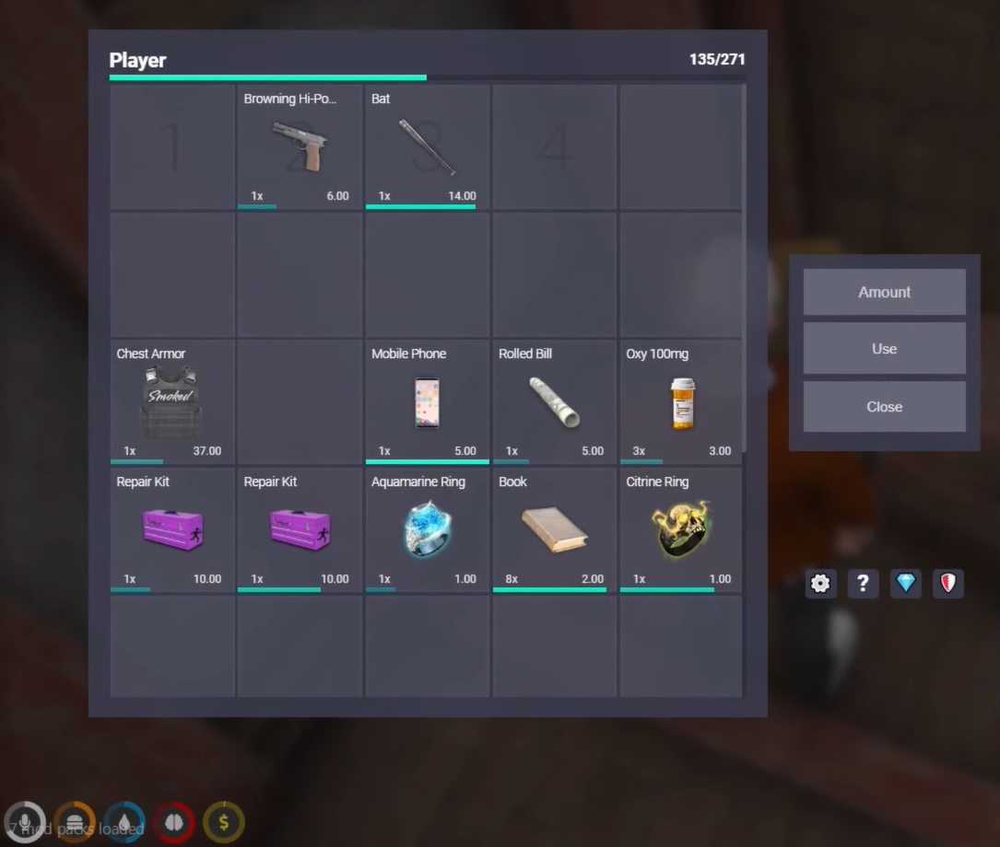 Player
135/271
1
Browning Hi-Po...
2
1x 6.00
Bat
3
1x 14.00
4
Chest Armor
Smoked
1x 37.00
Mobile Phone
1x 5.00
Rolled Bill
1x 5.00
Oxy 100mg
3x 3.00
Repair Kit
1x 10.00
Repair Kit
1x 10.00
Aquamarine Ring
1x 1.00
Book
8x 2.00
Citrine Ring
1x 1.00
Amount
Use
Close
?
$
7 mod packs loaded